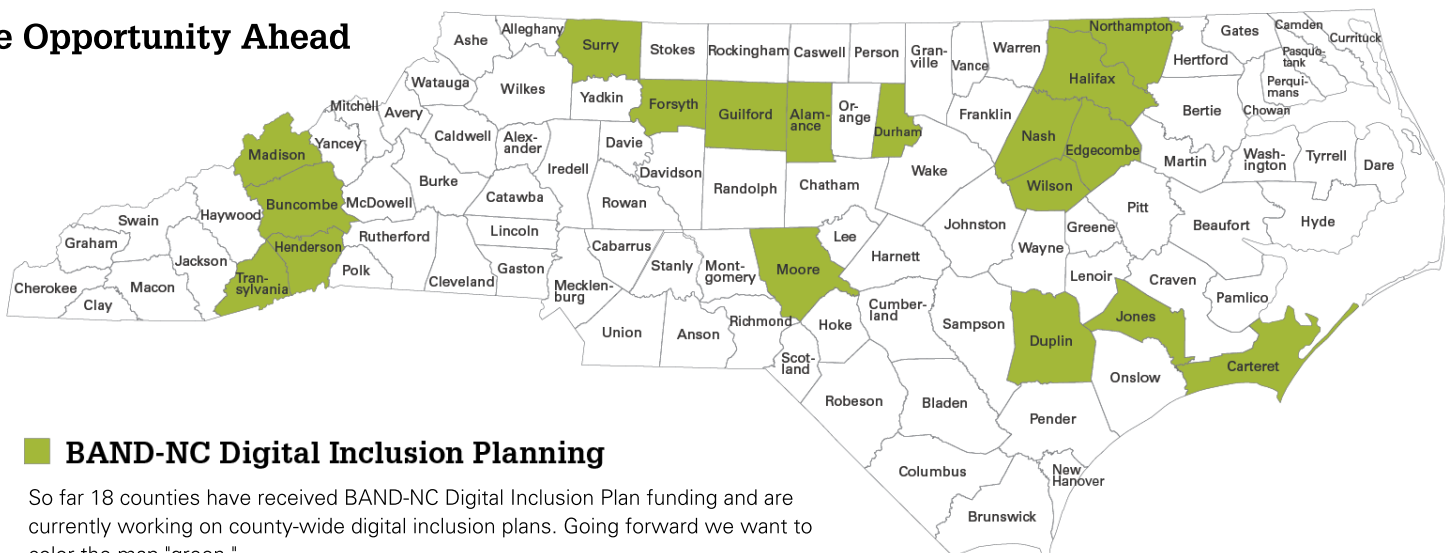 e Opportunity Ahead
Ashe
Alleghany
Surry
Stokes
Rockingham
Caswell
Person
Gran-
ville
Vance
Warren
Northampton
Gates
Camden
Currituck
Pasquo-
tank
Hertford
Halifax
Perqui-
mans
Watauga
Wilkes
Yadkin
Forsyth
Guilford
Alam-
ance
Or-
ange
Durham
Franklin
Bertie
Chowan
Mitchell
Avery
Yancey
Caldwell
Alex-
ander
Davie
Iredell
Davidson
Randolph
Chatham
Wake
Nash
Edgecombe
Martin
Wash-
ington
Tyrrell
Dare
Madison
Buncombe
McDowell
Burke
Catawba
Rowan
Wilson
Pitt
Beaufort
Hyde
Swain
Haywood
Rutherford
Lincoln
Johnston
Greene
Wayne
Graham
Jackson
Henderson
Polk
Cleveland
Gaston
Cabarrus
Stanly
Mont-
gomery
Moore
Lee
Harnett
Lenoir
Craven
Pamlico
Cherokee
Clay
Macon
Tran-
sylvania
Mecklen-
burg
Union
Anson
Richmond
Hoke
Cumber-
land
Sampson
Duplin
Jones
Carteret
Scot-
land
Onslow
Robeson
Bladen
Pender
Columbus
New
Hanover
Brunswick
BAND-NC Digital Inclusion Planning
So far 18 counties have received BAND-NC Digital Inclusion Plan funding and are
currently working on county-wide digital inclusion plans. Going forward we want to
color the map "green."